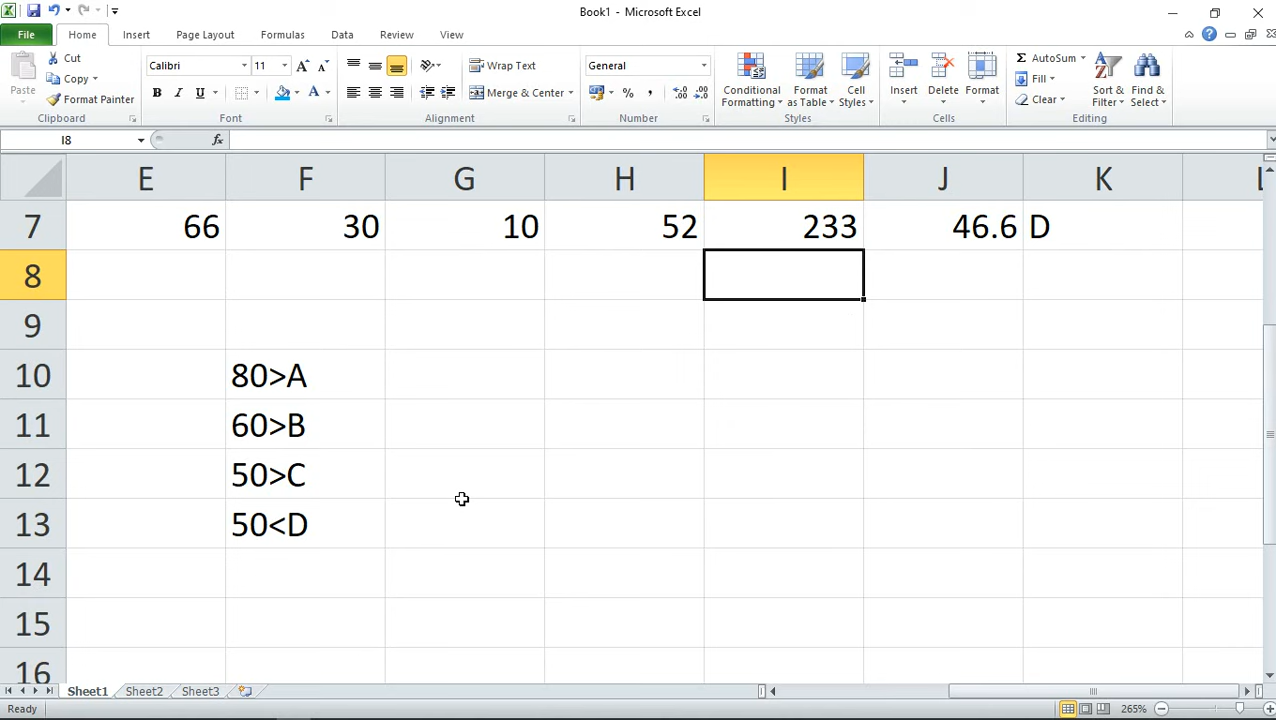 Book1 - Microsoft Excel
File Home Insert Page Layout Formulas Data Review View
Paste
Cut
Copy
Format Painter
Clipboard
Calibri 11
Font
Wrap Text
Merge & Center
Alignment
General
Number
Conditional Formatting
Format as Table
Cell Styles
Styles
Insert
Delete
Format
Cells
AutoSum
Fill
Clear
Sort & Filter
Find & Select
Editing
I8 fx
E F G H I J K L
7 66 30 10 52 233 46.6 D
8
9
10 80>A
11 60>B
12 50>C
13 50<D
14
15
16
Sheet1 Sheet2 Sheet3
Ready 265%